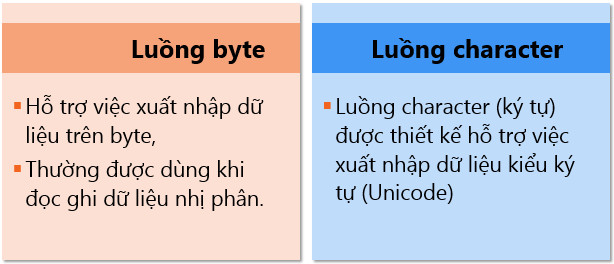 Luồng byte
Hỗ trợ việc xuất nhập dữ
liệu trên byte,
Thường được dùng khi
đọc ghi dữ liệu nhị phân.
Luồng character
Luồng character (ký tự)
được thiết kế hỗ trợ việc
xuất nhập dữ liệu kiểu ký
tự (Unicode)